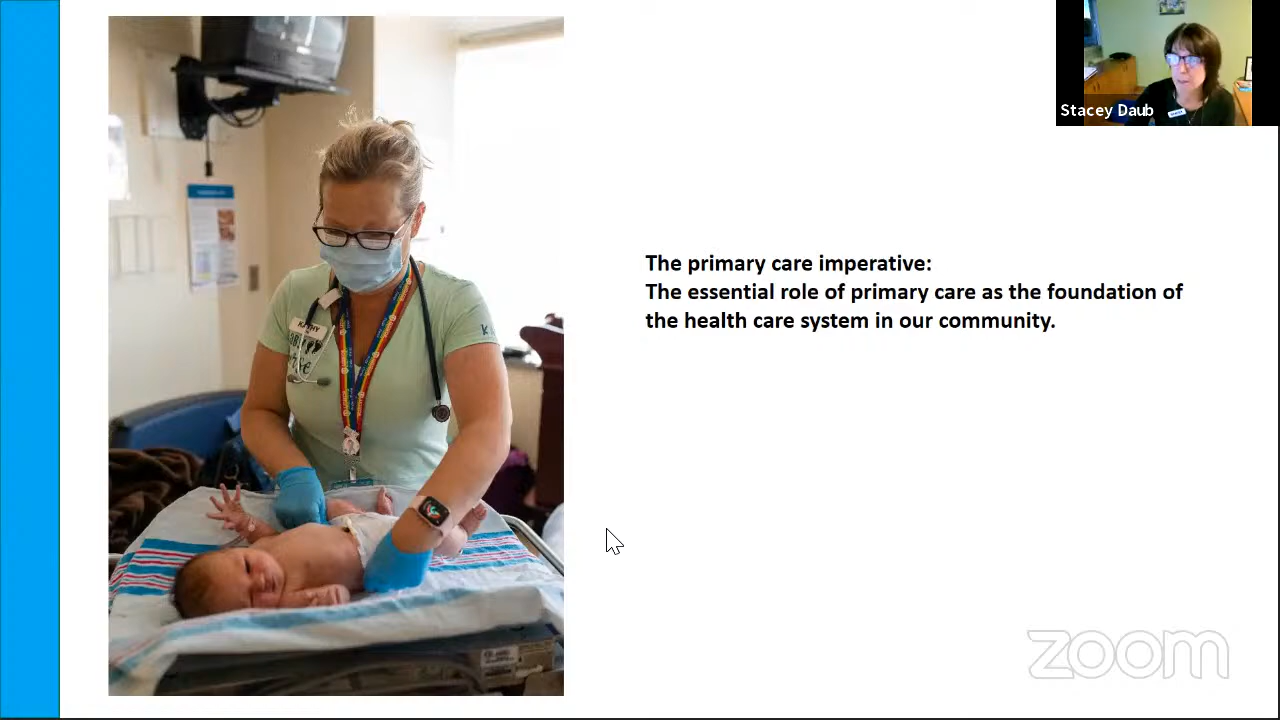 Stacey Daub
The primary care imperative:
The essential role of primary care as the foundation of
the health care system in our community.
KATHY
zoom